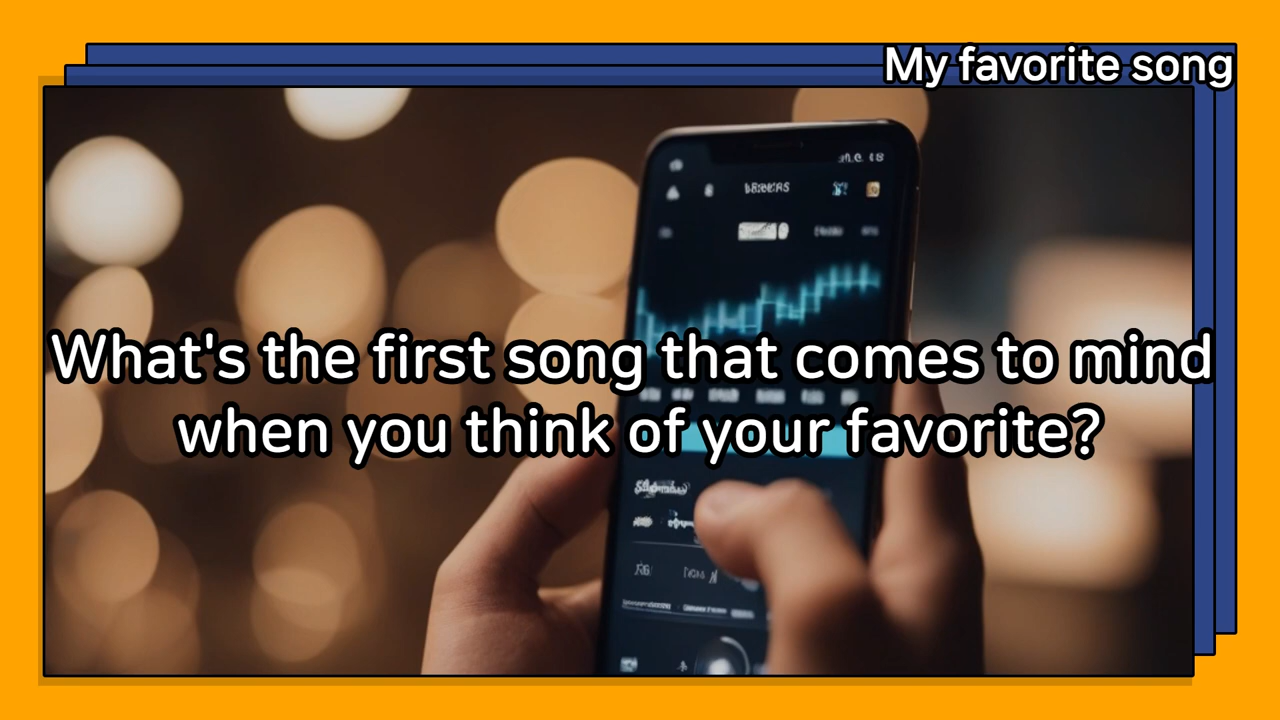 My favorite song
What's the first song that comes to mind
when you think of your favorite?